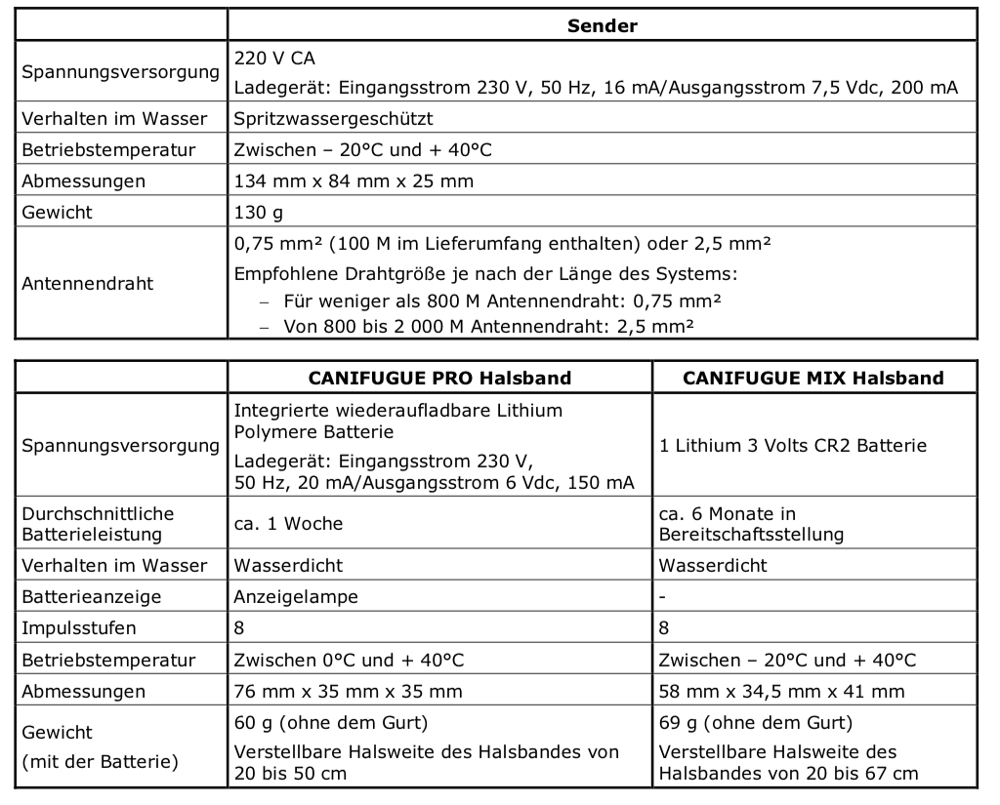 Sender
Spannungsversorgung
220 V CA
Ladegerät: Eingangsstrom 230 V, 50 Hz, 16 mA/Ausgangsstrom 7,5 Vdc, 200 mA
Verhalten im Wasser
Spritzwassergeschützt
Betriebstemperatur
Zwischen – 20°C und + 40°C
Abmessungen
134 mm x 84 mm x 25 mm
Gewicht
130 g
Antennendraht
0,75 mm² (100 M im Lieferumfang enthalten) oder 2,5 mm²
Empfohlene Drahtgröße je nach der Länge des Systems:
– Für weniger als 800 M Antennendraht: 0,75 mm²
– Von 800 bis 2 000 M Antennendraht: 2,5 mm²
CANIFUGUE PRO Halsband
CANIFUGUE MIX Halsband
Spannungsversorgung
Integrierte wiederaufladbare Lithium
Polymere Batterie
Ladegerät: Eingangsstrom 230 V,
50 Hz, 20 mA/Ausgangsstrom 6 Vdc, 150 mA
1 Lithium 3 Volts CR2 Batterie
Durchschnittliche
Batterieleistung
ca. 1 Woche
ca. 6 Monate in
Bereitschaftsstellung
Verhalten im Wasser
Wasserdicht
Wasserdicht
Batterieanzeige
Anzeigelampe
-
Impulsstufen
8
8
Betriebstemperatur
Zwischen 0°C und + 40°C
Zwischen – 20°C und + 40°C
Abmessungen
76 mm x 35 mm x 35 mm
58 mm x 34,5 mm x 41 mm
Gewicht
(mit der Batterie)
60 g (ohne dem Gurt)
Verstellbare Halsweite des Halsbandes von
20 bis 50 cm
69 g (ohne dem Gurt)
Verstellbare Halsweite des
Halsbandes von 20 bis 67 cm